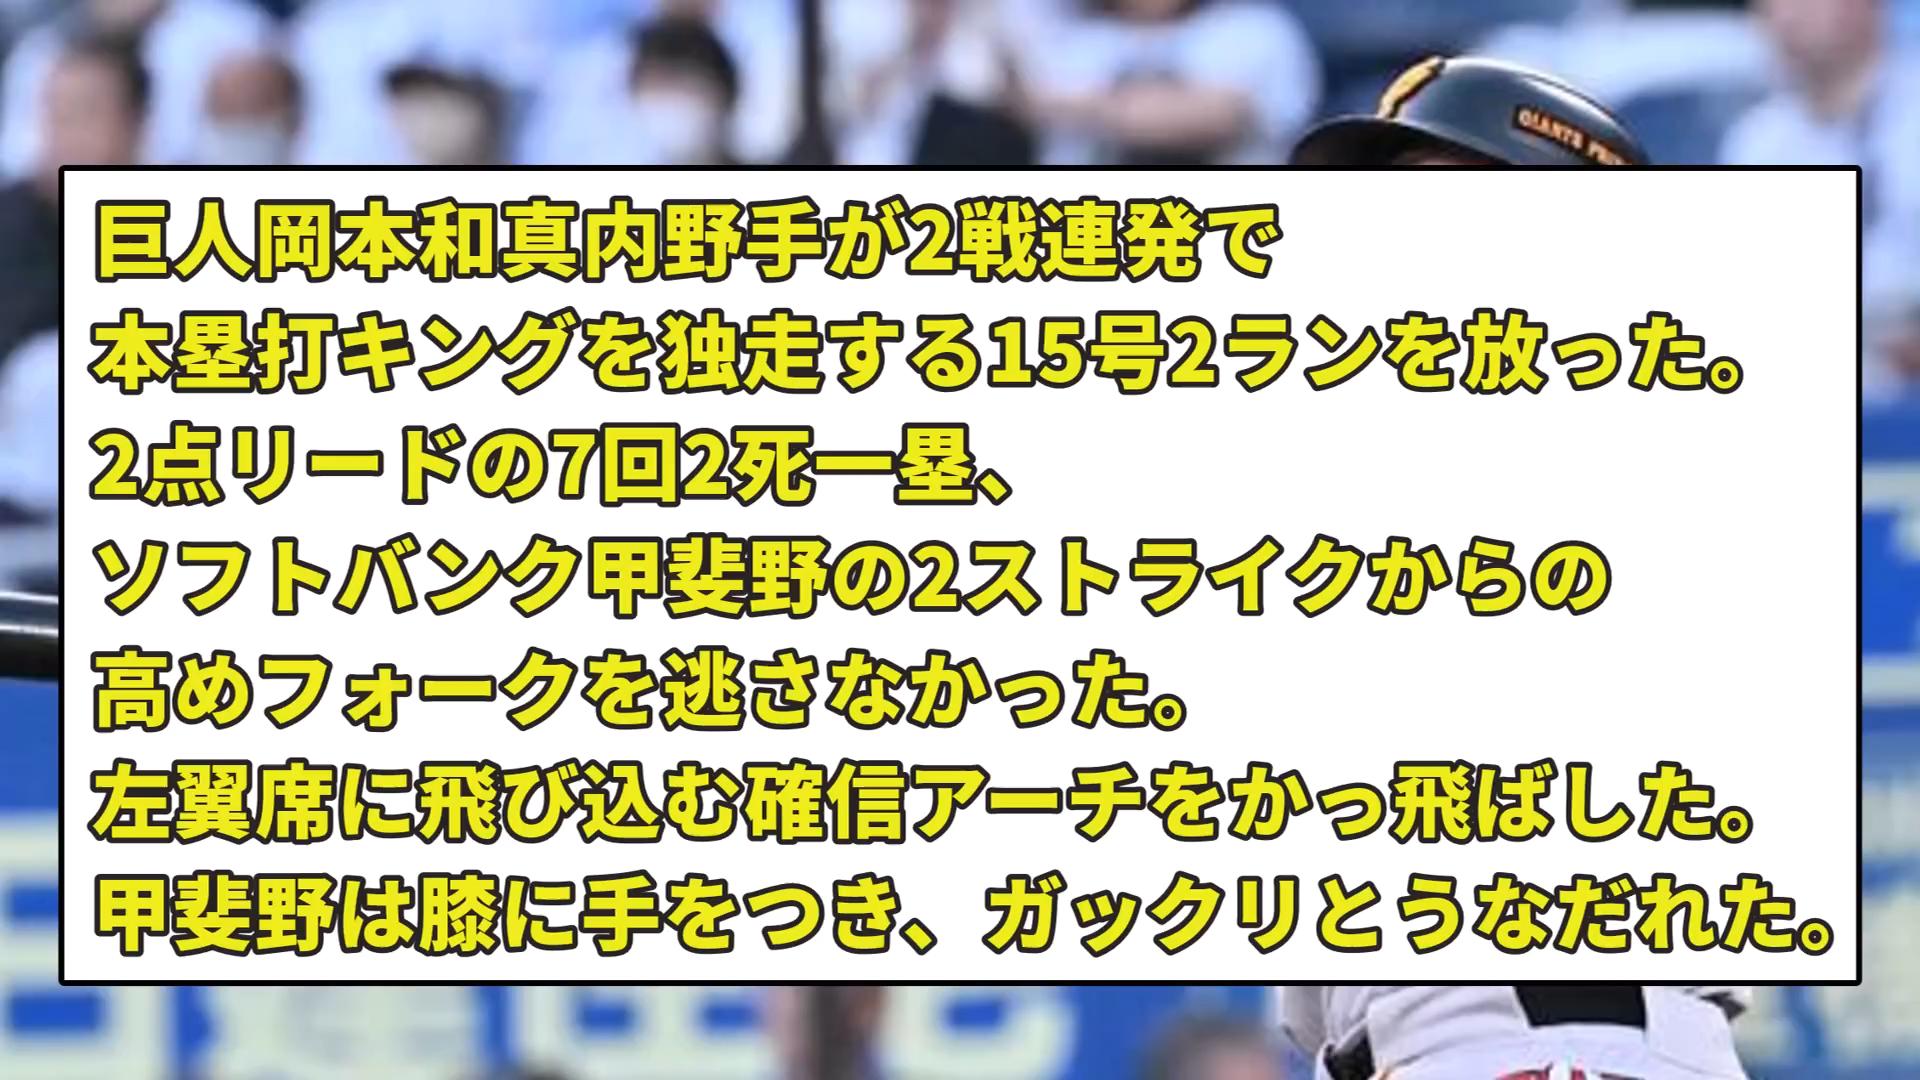 GIANTS PRIDE
巨人岡本和真内野手が2戦連発で
本塁打キングを独走する15号2ランを放った。
2点リードの7回2死一塁、
ソフトバンク甲斐野の2ストライクからの
高めフォークを逃さなかった。
左翼席に飛び込む確信アーチをかっ飛ばした。
甲斐野は膝に手をつき、ガックリとうなだれた。